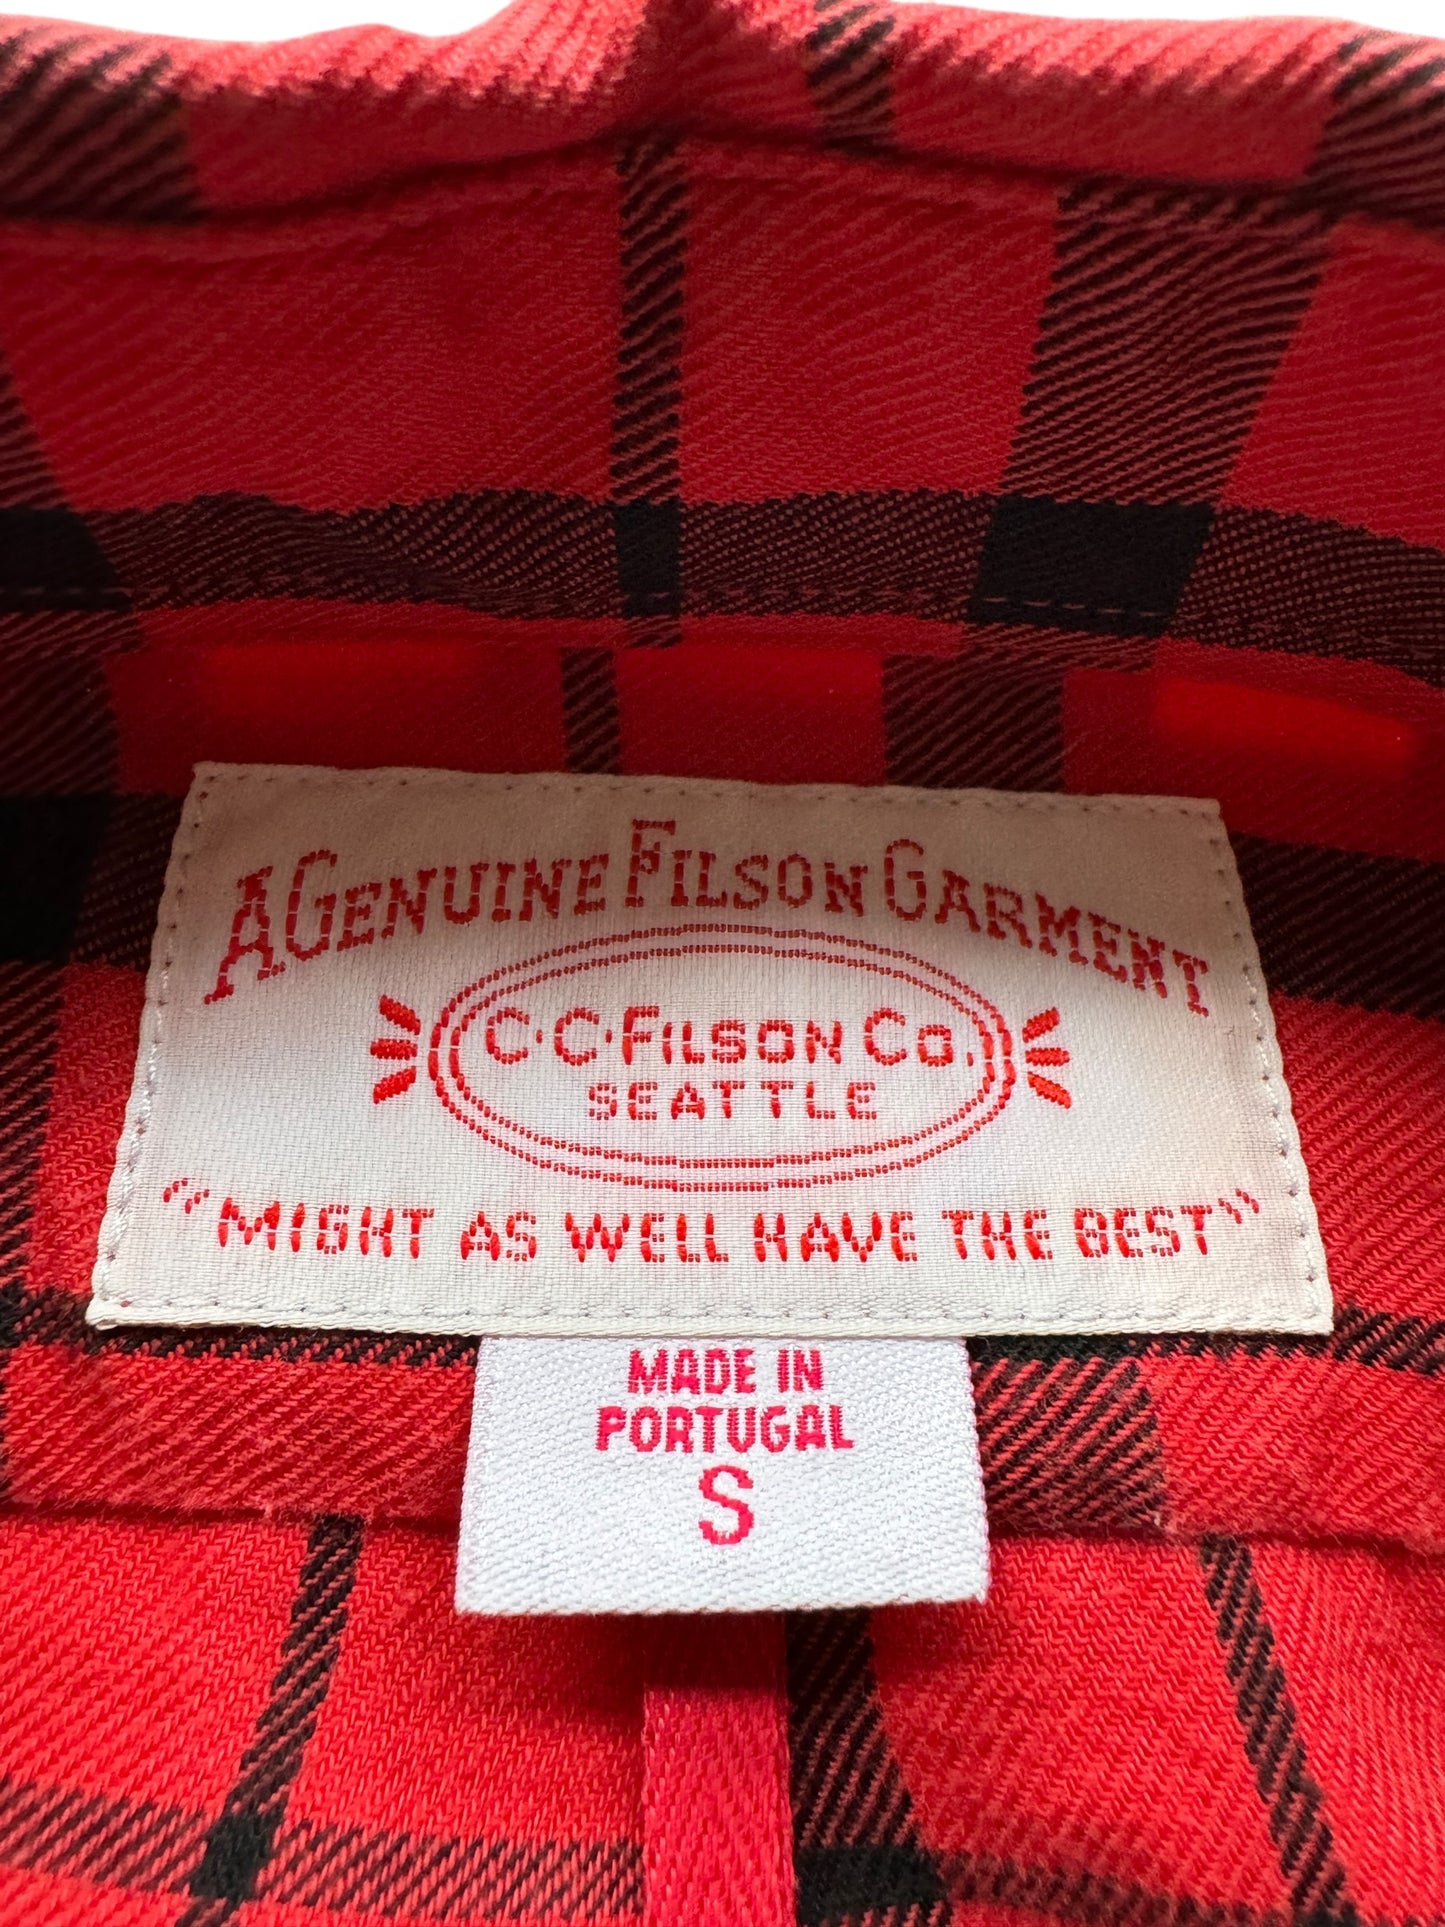 A GENUINE FILSON GARMENT
C·C·FILSON CO.
SEATTLE
"MIGHT AS WELL HAVE THE BEST"
MADE IN
PORTUGAL
S